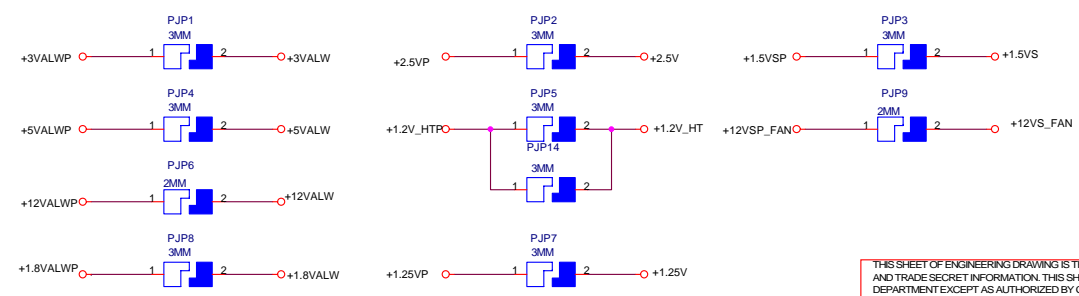 PJP1
3MM
+3VALWP 1 2 +3VALW
PJP2
3MM
+2.5VP 1 2 +2.5V
PJP3
3MM
+1.5VSP 1 2 +1.5VS
PJP4
3MM
+5VALWP 1 2 +5VALW
PJP5
3MM
+1.2V_HTP 1 2 +1.2V_HT
PJP14
3MM
1 2
PJP9
2MM
+12VSP_FAN 1 2 +12VS_FAN
PJP6
2MM
+12VALWP 1 2 +12VALW
PJP8
3MM
+1.8VALWP 1 2 +1.8VALW
PJP7
3MM
+1.25VP 1 2 +1.25V
THIS SHEET OF ENGINEERING DRAWING IS
AND TRADE SECRET INFORMATION. THIS
DEPARTMENT EXCEPT AS AUTHORIZED BY